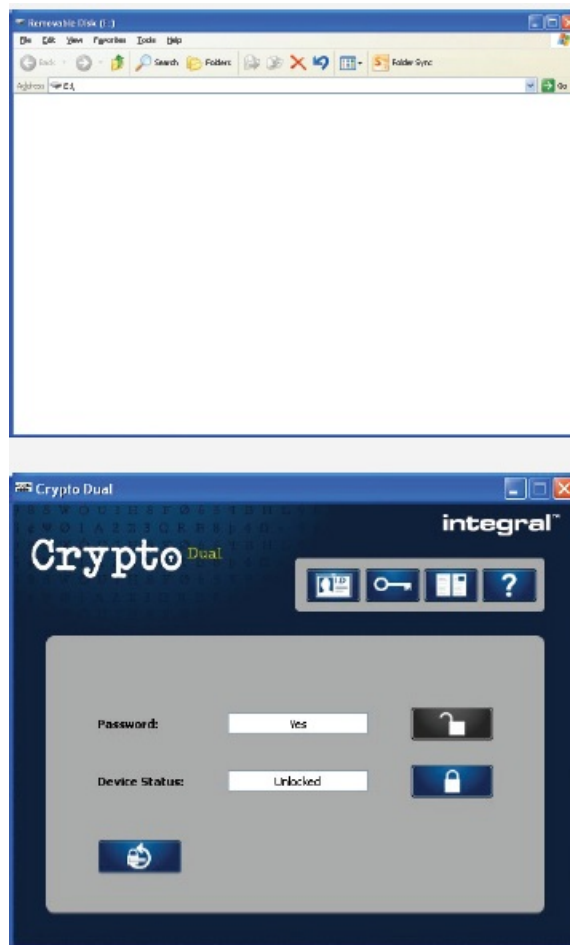 Removable Disk (E:)
File Edit View Favorites Tools Help
Back Search Folders Folder Sync
Address E:\ Go
Crypto Dual
integral™
Crypto Dual
?
Password: Yes
Device Status: Unlocked